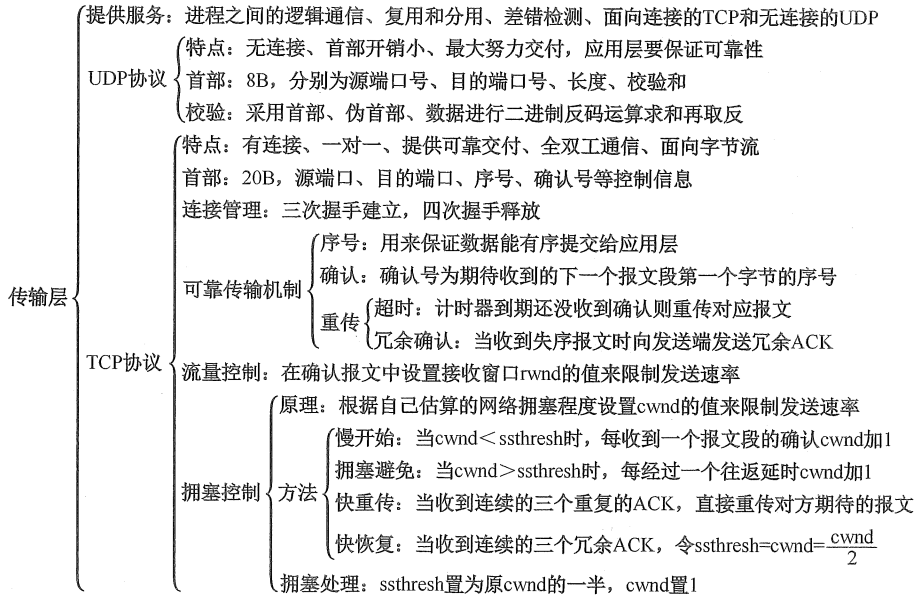 提供服务：进程之间的逻辑通信、复用和分用、差错检测、面向连接的TCP和无连接的UDP
特点：无连接、首部开销小、最大努力交付，应用层要保证可靠性
UDP协议
首部：8B，分别为源端口号、目的端口号、长度、校验和
校验：采用首部、伪首部、数据进行二进制反码运算求和再取反
特点：有连接、一对一、提供可靠交付、全双工通信、面向字节流
首部：20B，源端口、目的端口、序号、确认号等控制信息
连接管理：三次握手建立，四次握手释放
传输层
TCP协议
可靠传输机制
序号：用来保证数据能有序提交给应用层
确认：确认号为期待收到的下一个报文段第一个字节的序号
重传
超时：计时器到期还没收到确认则重传对应报文
冗余确认：当收到失序报文时向发送端发送冗余ACK
流量控制：在确认报文中设置接收窗口rwnd的值来限制发送速率
拥塞控制
原理：根据自己估算的网络拥塞程度设置cwnd的值来限制发送速率
方法
慢开始：当cwnd＜ssthresh时，每收到一个报文段的确认cwnd加1
拥塞避免：当cwnd＞ssthresh时，每经过一个往返延时cwnd加1
快重传：当收到连续的三个重复的ACK，直接重传对方期待的报文
快恢复：当收到连续的三个冗余ACK，令ssthresh=cwnd=cwnd/2
拥塞处理：ssthresh置为原cwnd的一半，cwnd置1